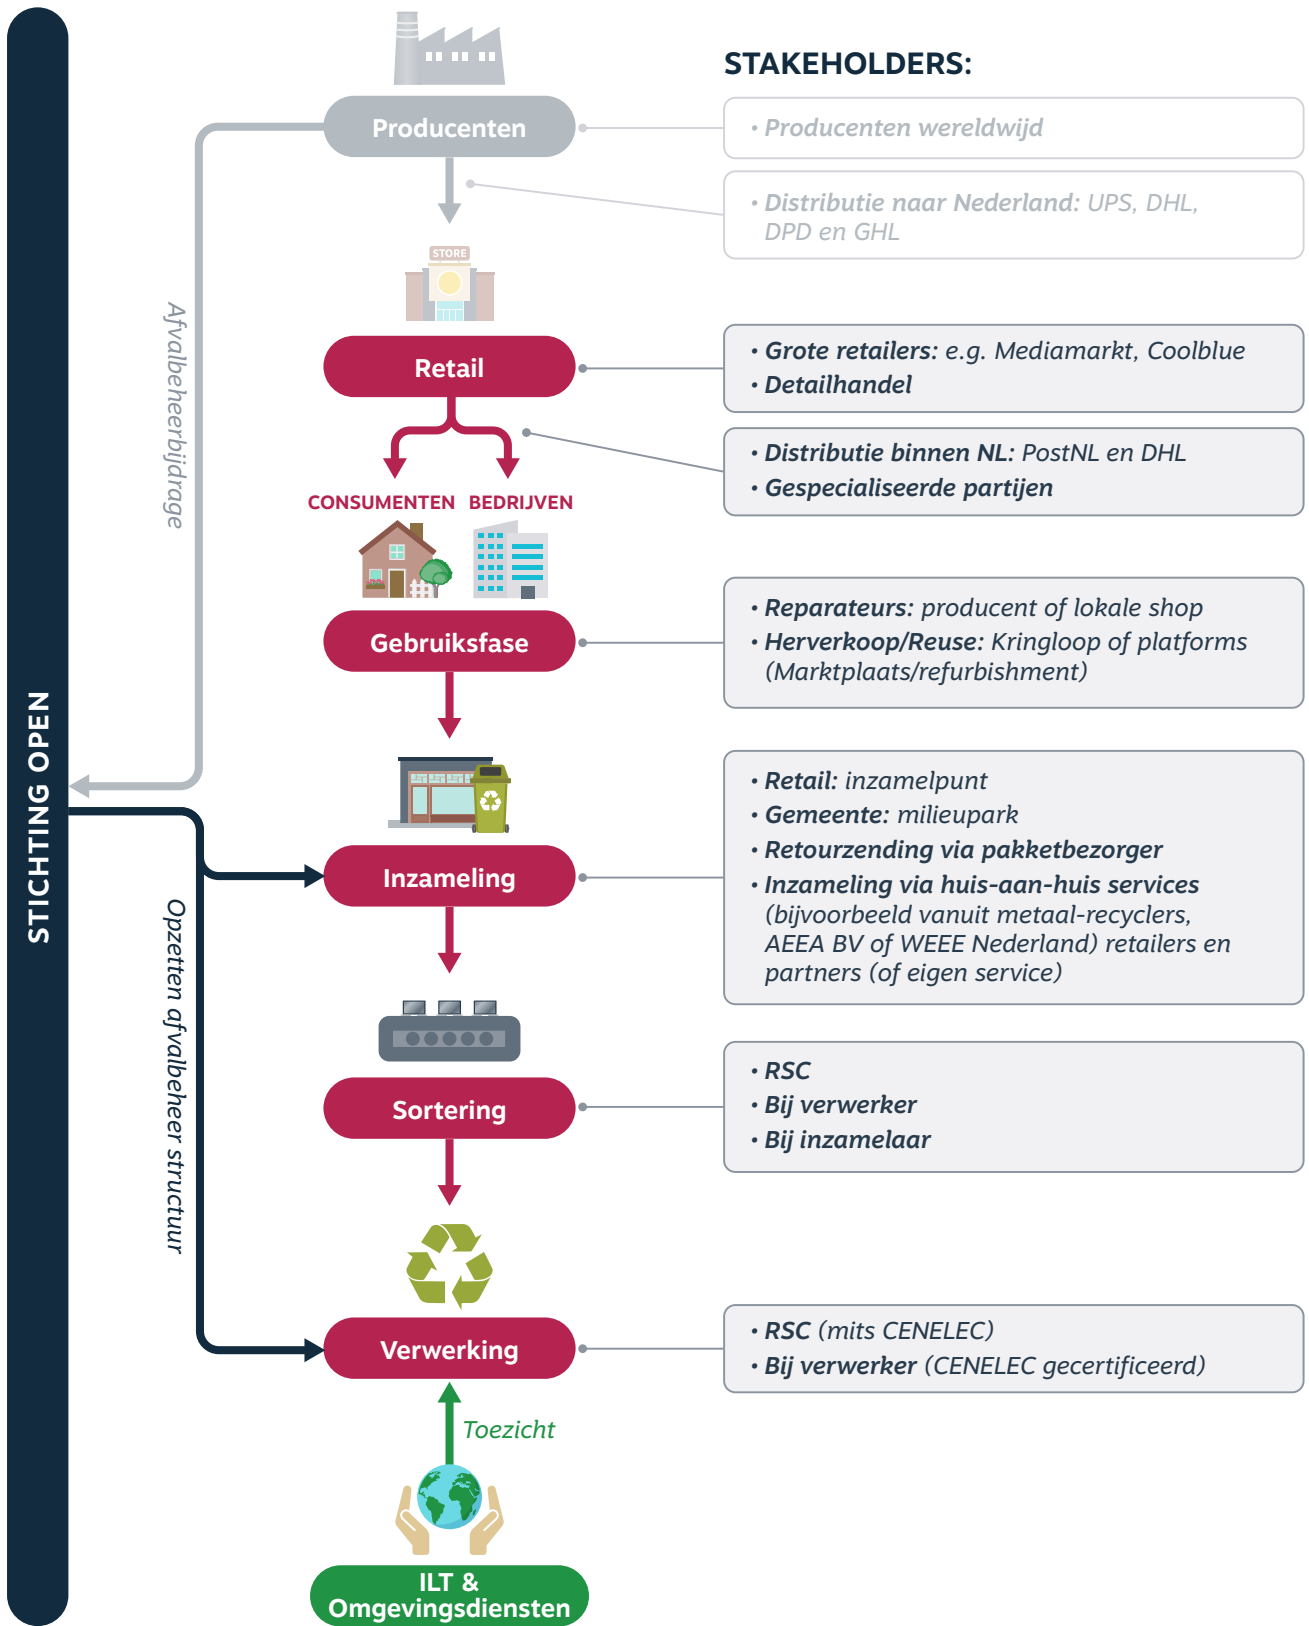 STAKEHOLDERS:
Producenten
• Producenten wereldwijd
• Distributie naar Nederland: UPS, DHL,
DPD en GHL
STORE
Afvalbeheerbijdrage
Retail
• Grote retailers: e.g. Mediamarkt, Coolblue
• Detailhandel
• Distributie binnen NL: PostNL en DHL
• Gespecialiseerde partijen
CONSUMENTEN BEDRIJVEN
Gebruiksfase
• Reparateurs: producent of lokale shop
• Herverkoop/Reuse: Kringloop of platforms
(Marktplaats/refurbishment)
STICHTING OPEN
Inzameling
• Retail: inzamelpunt
• Gemeente: milieupark
• Retourzending via pakketbezorger
• Inzameling via huis-aan-huis services
(bijvoorbeeld vanuit metaal-recyclers,
AEEA BV of WEEE Nederland) retailers en
partners (of eigen service)
Opzetten afvalbeheer structuur
Sortering
• RSC
• Bij verwerker
• Bij inzamelaar
Verwerking
• RSC (mits CENELEC)
• Bij verwerker (CENELEC gecertificeerd)
Toezicht
ILT &
Omgevingsdiensten